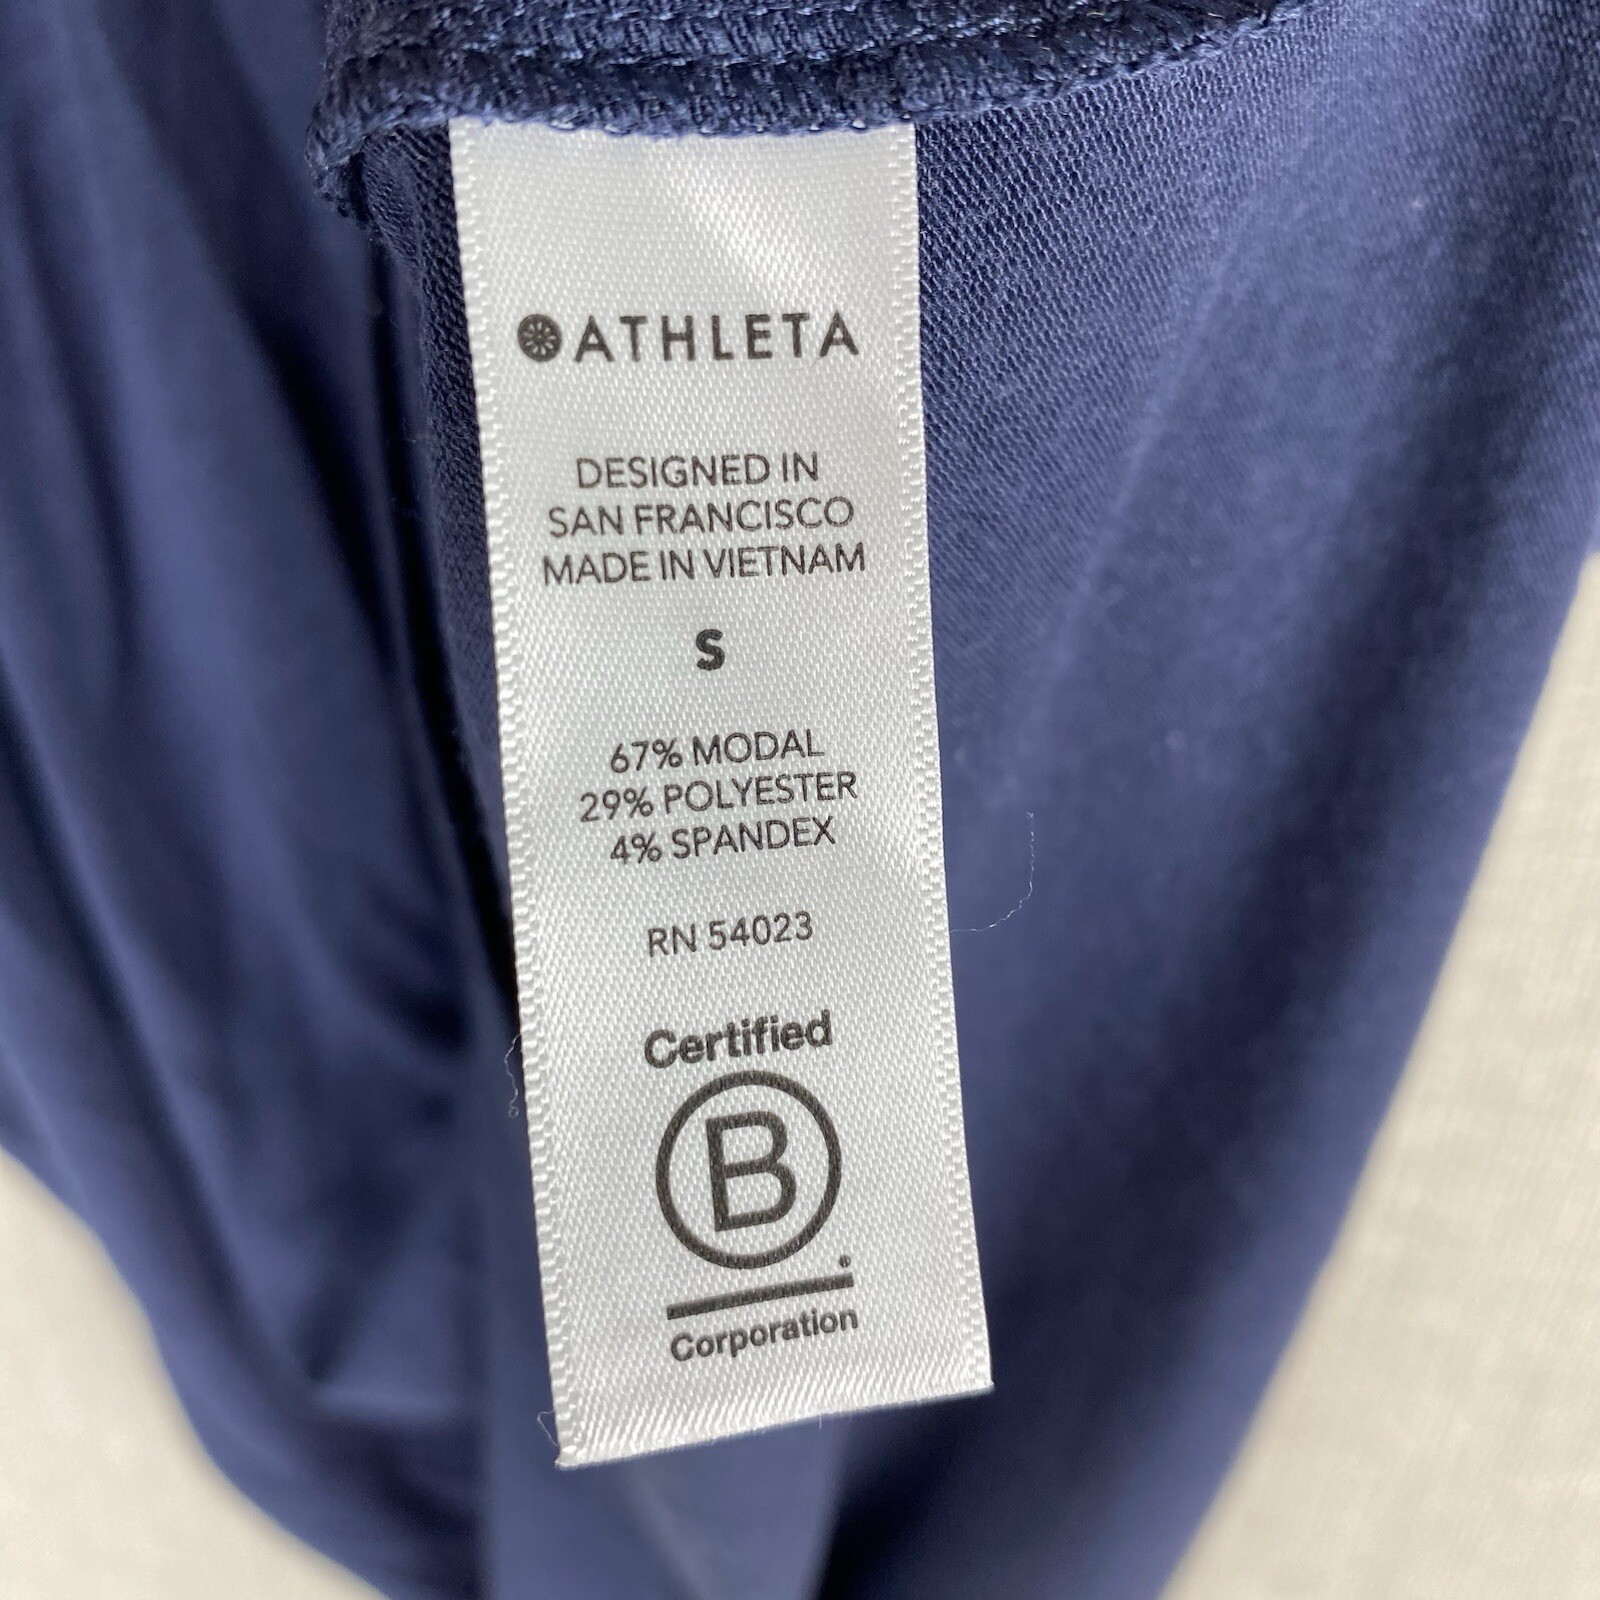 ATHLETA
DESIGNED IN
SAN FRANCISCO
MADE IN VIETNAM
S
67% MODAL
29% POLYESTER
4% SPANDEX
RN 54023
Certified
B
Corporation